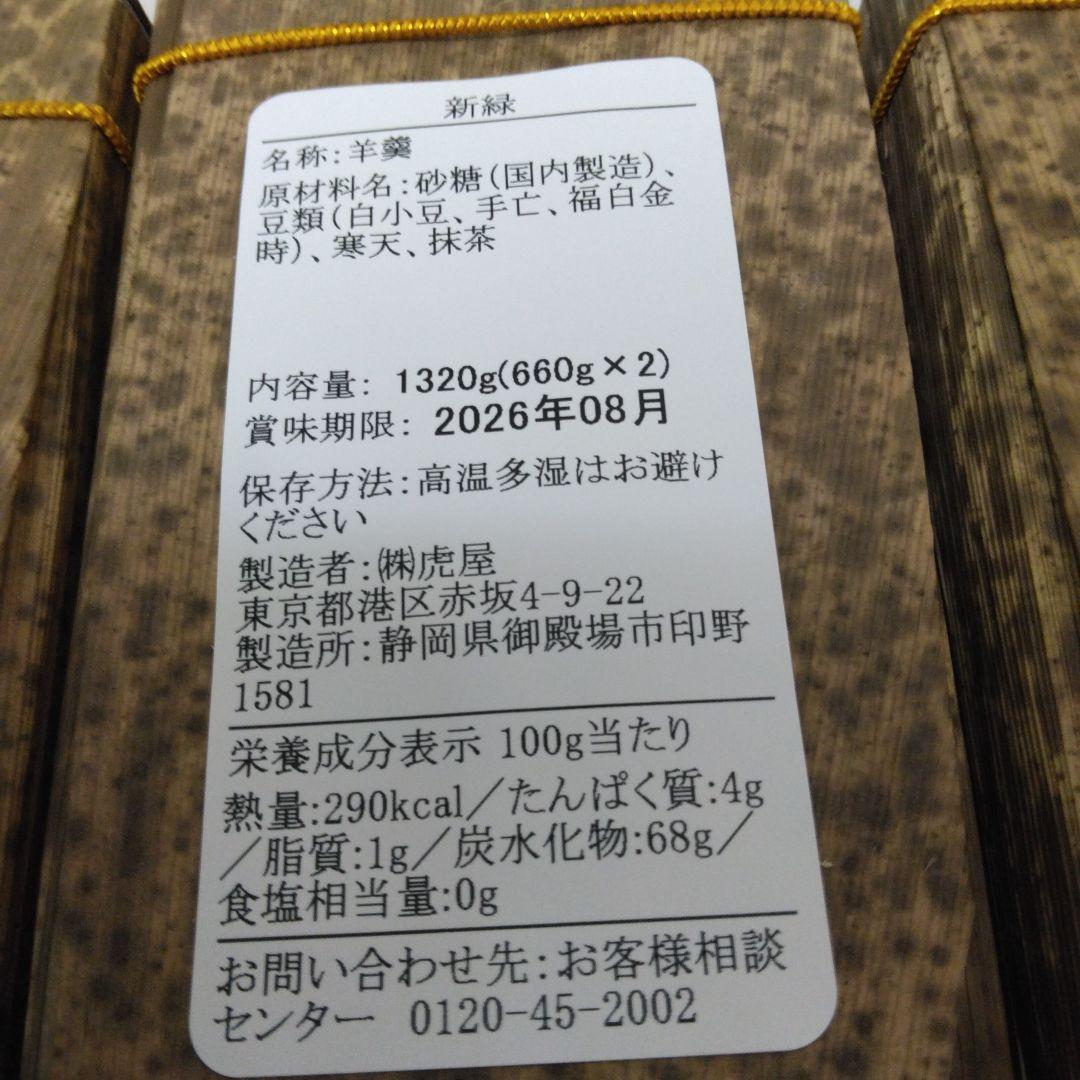 新緑
名称:羊羹
原材料名:砂糖(国内製造)、
豆類(白小豆、手亡、福白金
時)、寒天、抹茶
内容量: 1320g(660g×2)
賞味期限: 2026年08月
保存方法:高温多湿はお避け
ください
製造者:㈱虎屋
東京都港区赤坂4-9-22
製造所:静岡県御殿場市印野
1581
栄養成分表示 100g当たり
熱量:290kcal/たんぱく質:4g
/脂質:1g/炭水化物:68g/
食塩相当量:0g
お問い合わせ先:お客様相談
センター 0120-45-2002